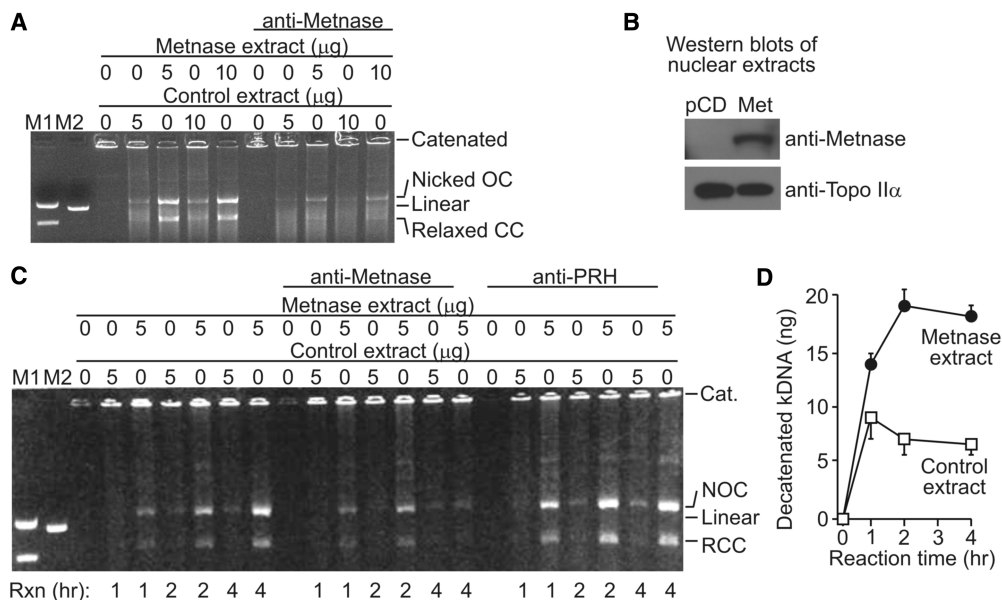 A
anti-Metnase
Metnase extract (μg)
0 0 5 0 10 0 0 5 0 10
Control extract (μg)
M1 M2 0 5 0 10 0 0 5 0 10 0
Catenated
Nicked OC
Linear
Relaxed CC
B
Western blots of
nuclear extracts
pCD Met
anti-Metnase
anti-Topo IIα
C
anti-Metnase anti-PRH
Metnase extract (μg)
0 0 5 0 5 0 5 0 0 5 0 5 0 5 0 0 5 0 5 0 5
Control extract (μg)
M1 M2 0 5 0 5 0 5 0 0 5 0 5 0 5 0 0 5 0 5 0 5 0
Cat.
NOC
Linear
RCC
Rxn (hr): 1 1 2 2 4 4 1 1 2 2 4 4 1 1 2 2 4 4
D
Decatenated kDNA (ng)
20
15
10
5
0
Metnase
extract
Control
extract
0 1 2 3 4
Reaction time (hr)